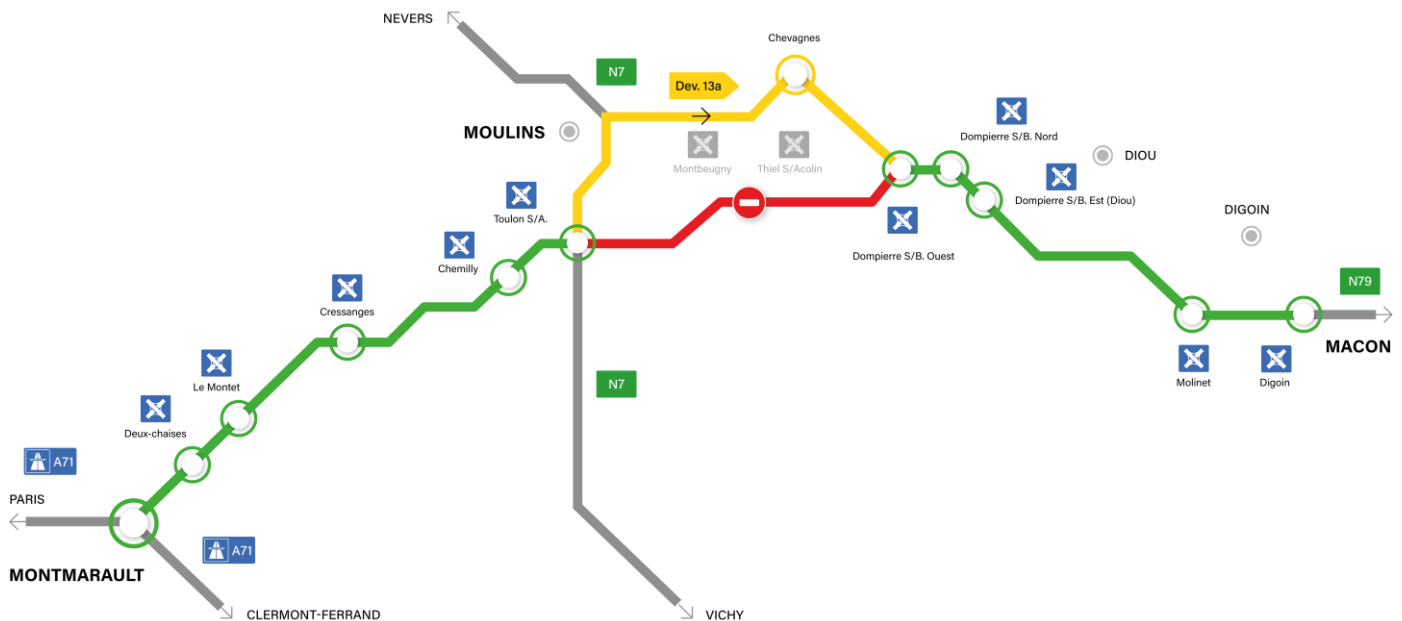 NEVERS
Chevagnes
N7
Dev. 13a
MOULINS
Montbeugny
Thiel S/Acolin
Dompierre S/B. Nord
DIOU
Dompierre S/B. Est (Diou)
Toulon S/A.
DIGOIN
Chemilly
Dompierre S/B. Ouest
N79
Cressanges
MACON
Le Montet
N7
Molinet
Digoin
Deux-chaises
A71
PARIS
A71
MONTMARAULT
CLERMONT-FERRAND
VICHY